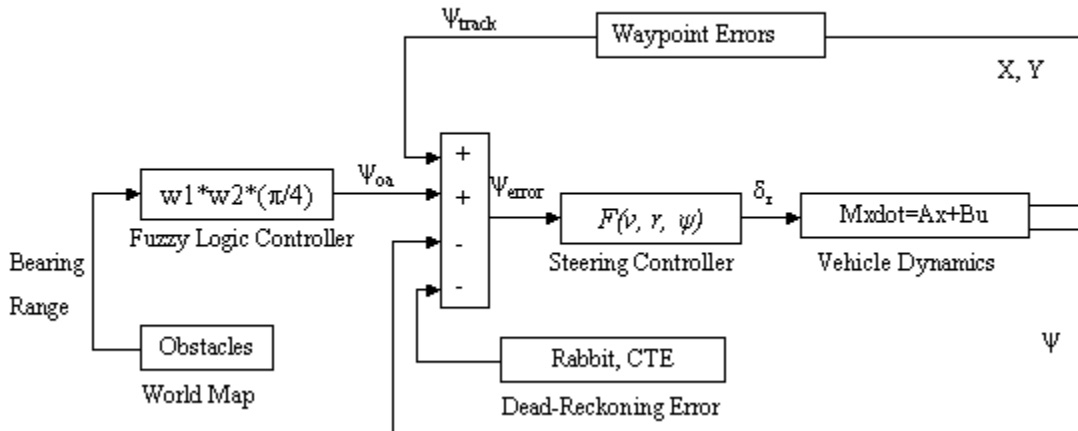 Ψtrack
Waypoint Errors
X, Y
+
Ψoa
+
Ψerror
δr
w1*w2*(π/4)
F(v, r, ψ)
Mxdot=Ax+Bu
-
Fuzzy Logic Controller
Steering Controller
Vehicle Dynamics
Bearing
-
Range
Obstacles
Rabbit, CTE
Ψ
World Map
Dead-Reckoning Error